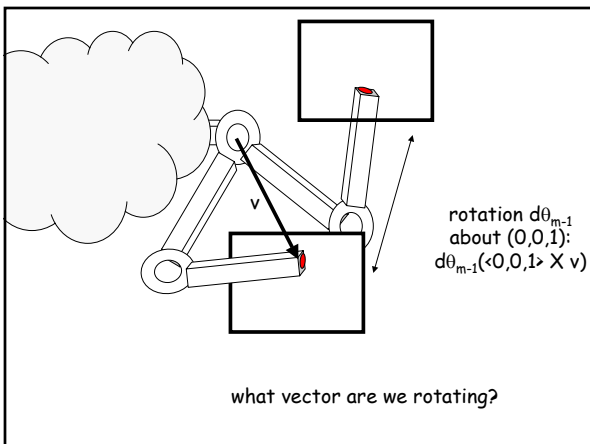 v
rotation dθₘ₋₁
about (0,0,1):
dθₘ₋₁(<0,0,1> X v)
what vector are we rotating?